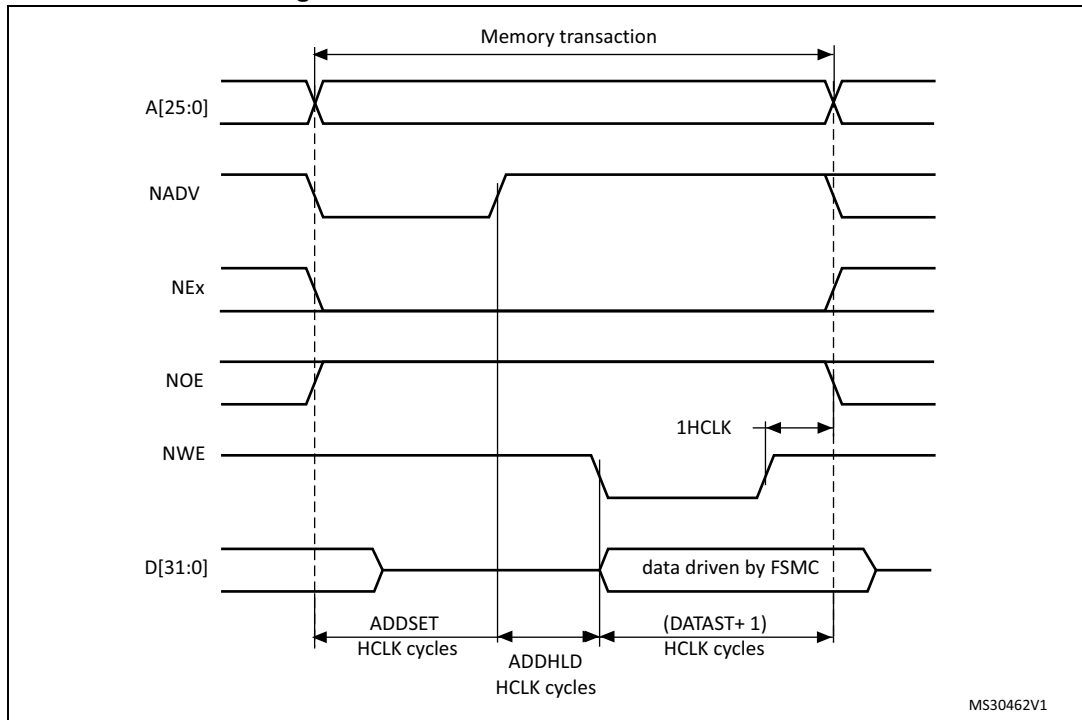 Memory transaction
A[25:0]
NADV
NEx
NOE
1HCLK
NWE
D[31:0]
data driven by FSMC
ADDSET
HCLK cycles
ADDHLD
HCLK cycles
(DATAST+ 1)
HCLK cycles
MS30462V1